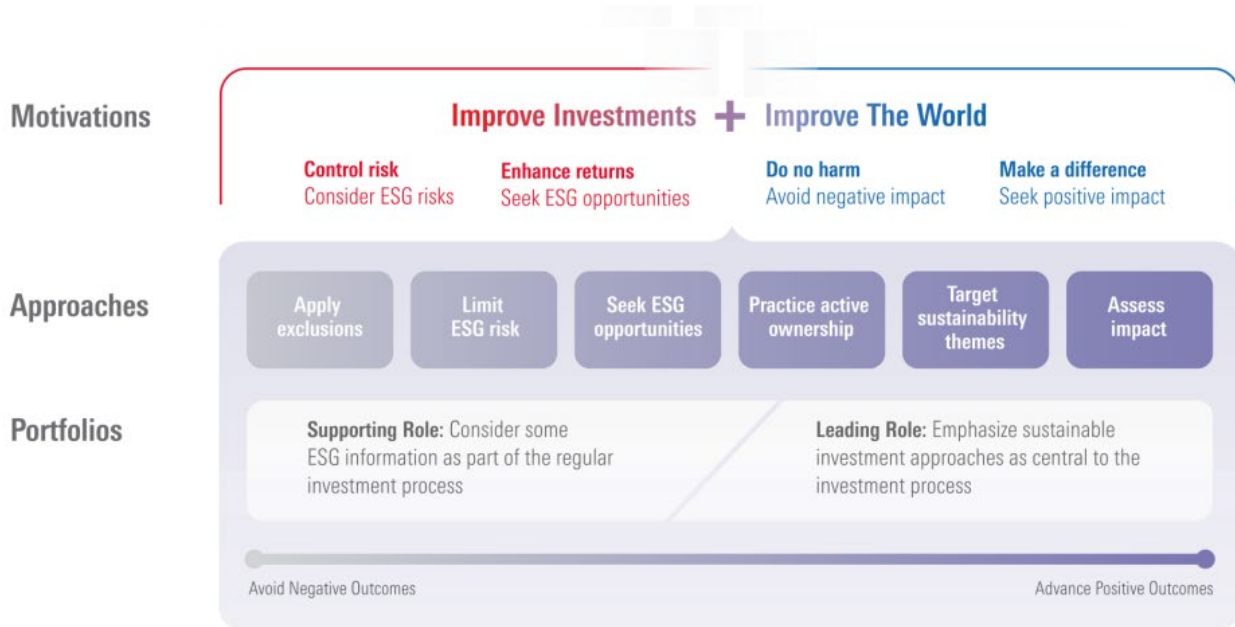 Motivations
Improve Investments + Improve The World
Control risk
Consider ESG risks
Enhance returns
Seek ESG opportunities
Do no harm
Avoid negative impact
Make a difference
Seek positive impact
Approaches
Apply
exclusions
Limit
ESG risk
Seek ESG
opportunities
Practice active
ownership
Target
sustainability
themes
Assess
impact
Portfolios
Supporting Role: Consider some
ESG information as part of the regular
investment process
Leading Role: Emphasize sustainable
investment approaches as central to the
investment process
Avoid Negative Outcomes
Advance Positive Outcomes